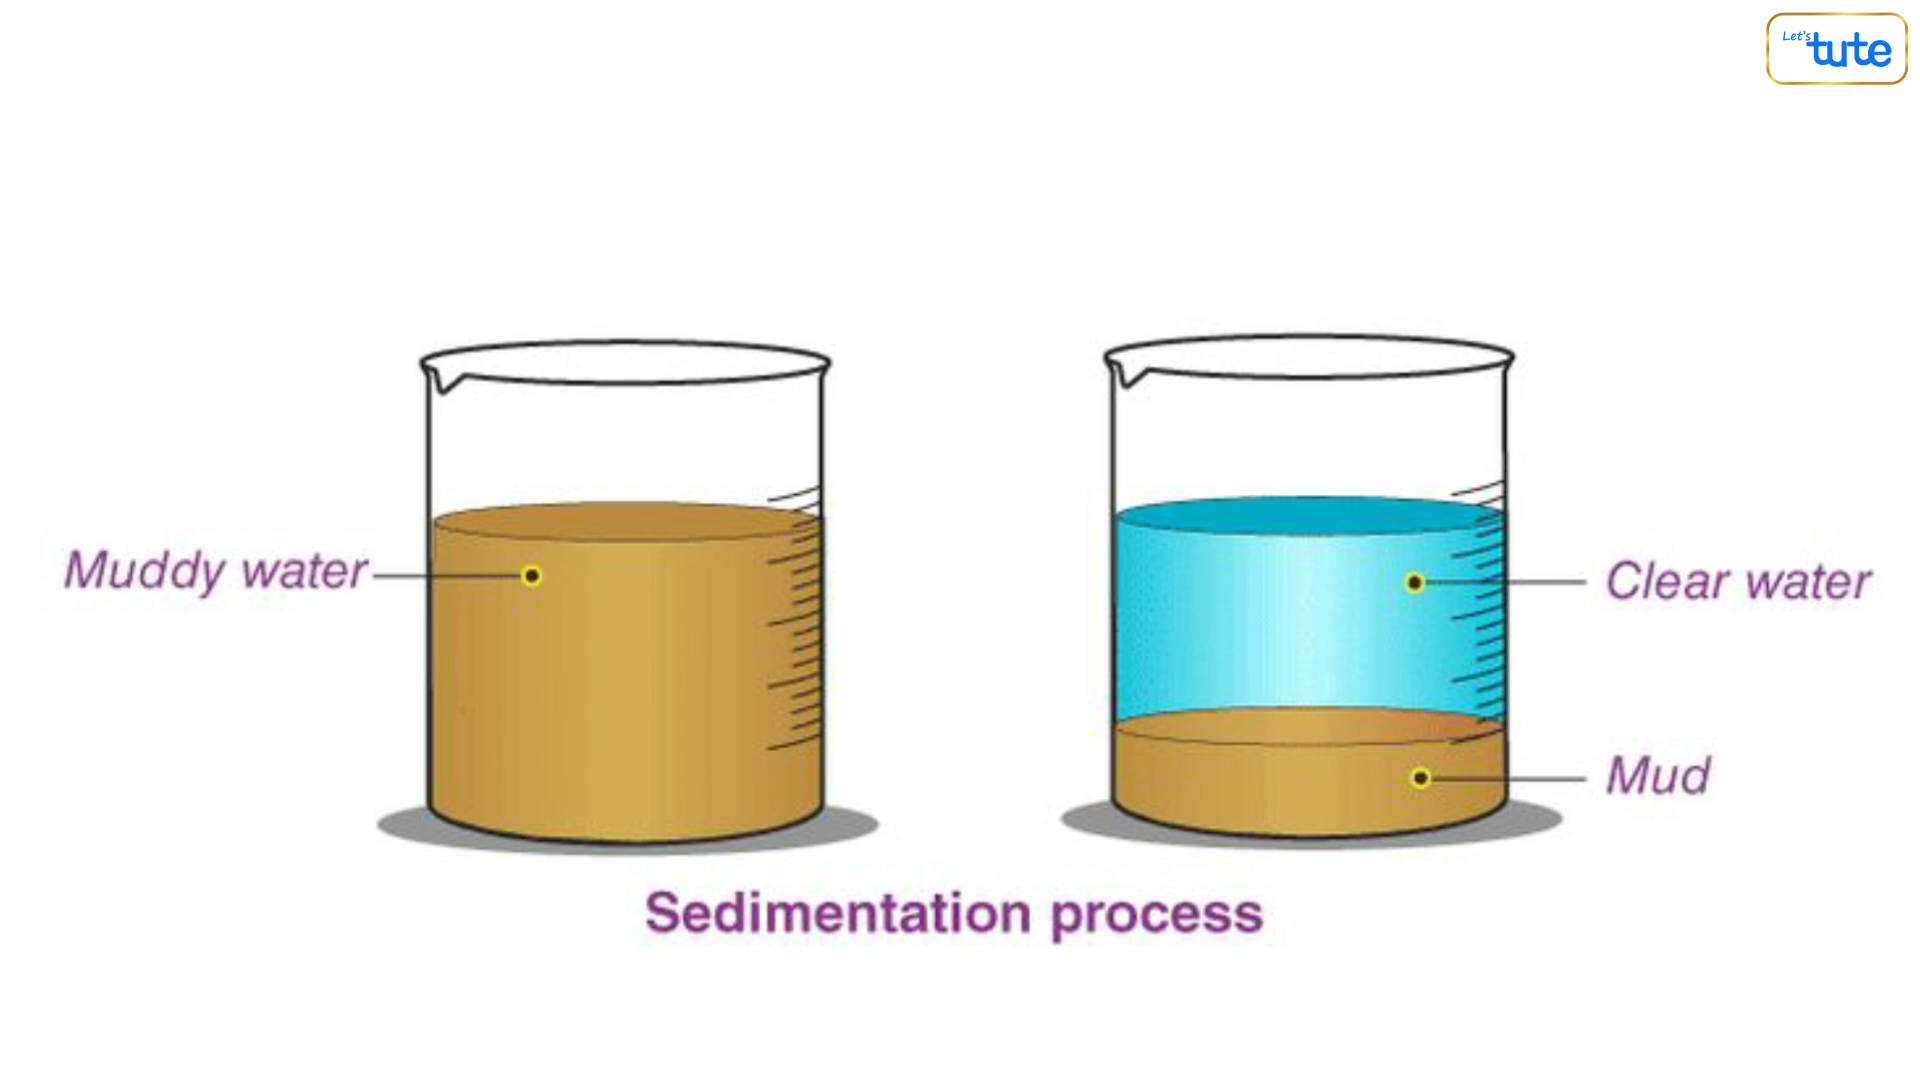 Let's tute
Muddy water
Clear water
Mud
Sedimentation process